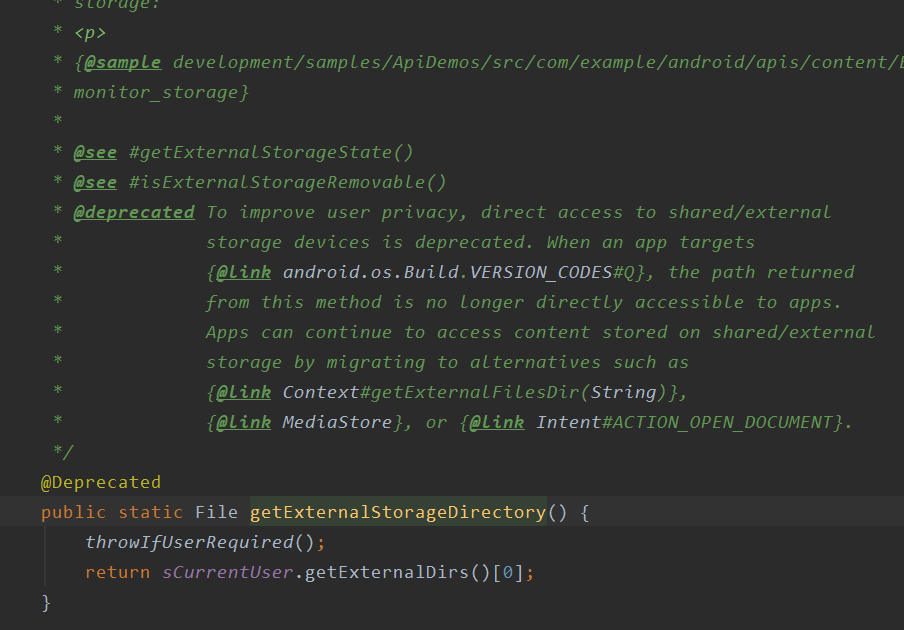 * storage:
* <p>
* {@sample development/samples/ApiDemos/src/com/example/android/apis/content/
* monitor_storage}
*
* @see #getExternalStorageState()
* @see #isExternalStorageRemovable()
* @deprecated To improve user privacy, direct access to shared/external
* storage devices is deprecated. When an app targets
* {@link android.os.Build.VERSION_CODES#Q}, the path returned
* from this method is no longer directly accessible to apps.
* Apps can continue to access content stored on shared/external
* storage by migrating to alternatives such as
* {@link Context#getExternalFilesDir(String)},
* {@link MediaStore}, or {@link Intent#ACTION_OPEN_DOCUMENT}.
*/
@Deprecated
public static File getExternalStorageDirectory() {
throwIfUserRequired();
return sCurrentUser.getExternalDirs()[0];
}